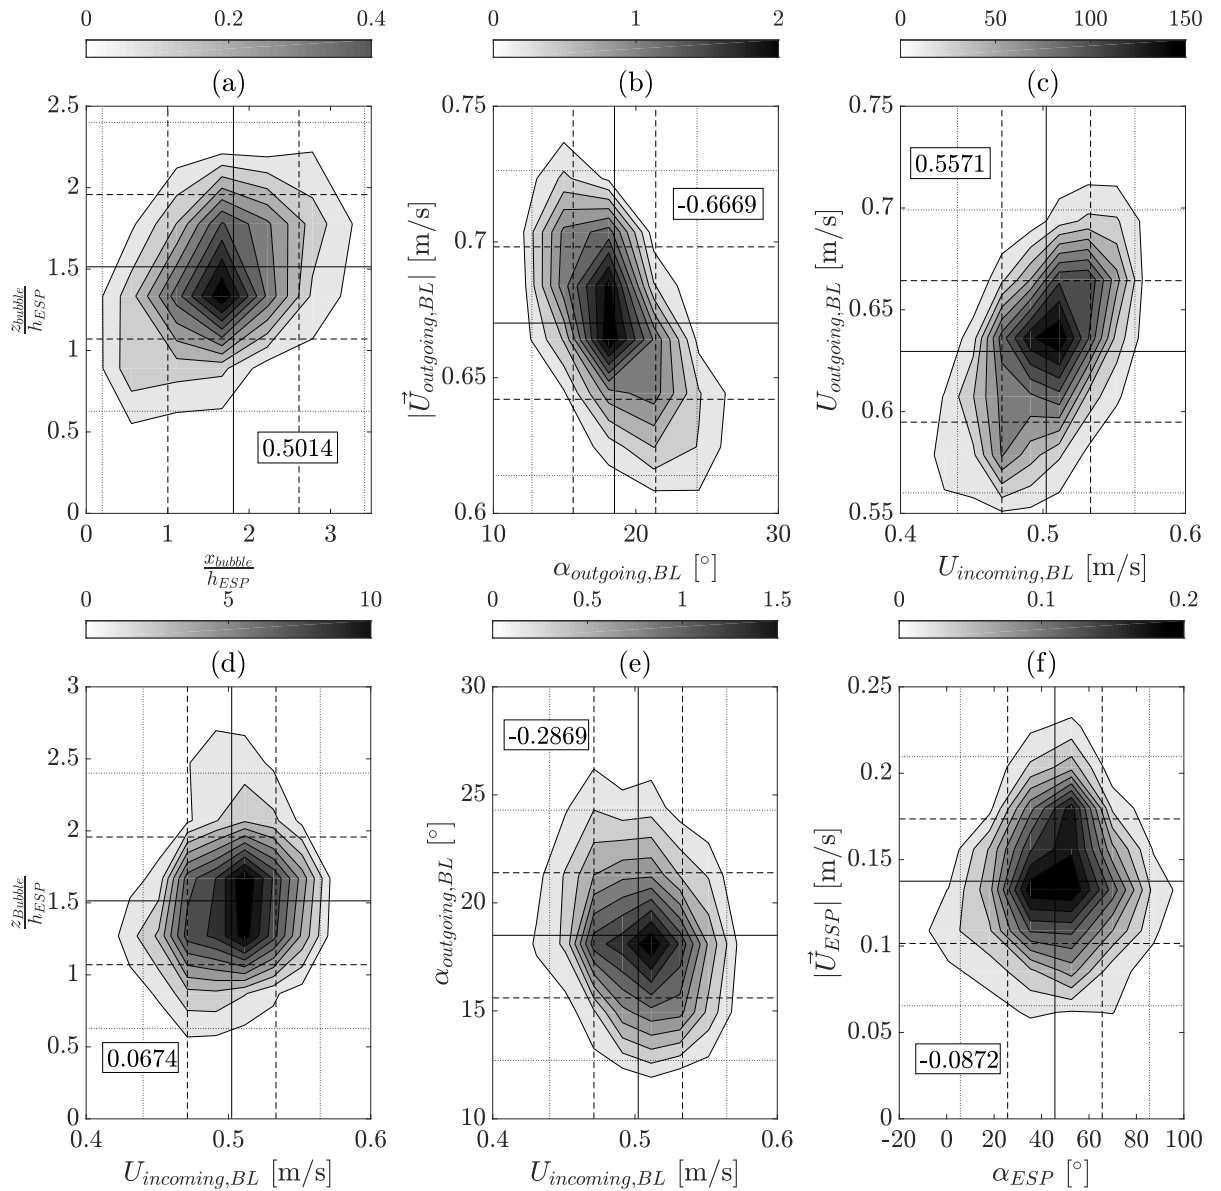 0 0.2 0.4
(a)
2.5
2
1.5
1
0.5
0
z_bubble/h_ESP
0.5014
0 1 2 3
x_bubble/h_ESP
0 1 2
(b)
0.75
0.7
0.65
0.6
|U⃗_outgoing,BL| [m/s]
-0.6669
10 20 30
α_outgoing,BL [°]
0 50 100 150
(c)
0.75
0.7
0.65
0.6
0.55
U_outgoing,BL [m/s]
0.5571
0.4 0.5 0.6
U_incoming,BL [m/s]
0 5 10
(d)
3
2.5
2
1.5
1
0.5
0
z_Bubble/h_ESP
0.0674
0.4 0.5 0.6
U_incoming,BL [m/s]
0 0.5 1 1.5
(e)
30
25
20
15
10
α_outgoing,BL [°]
-0.2869
0.4 0.5 0.6
U_incoming,BL [m/s]
0 0.1 0.2
(f)
0.25
0.2
0.15
0.1
0.05
0
|U⃗_ESP| [m/s]
-0.0872
-20 0 20 40 60 80 100
α_ESP [°]